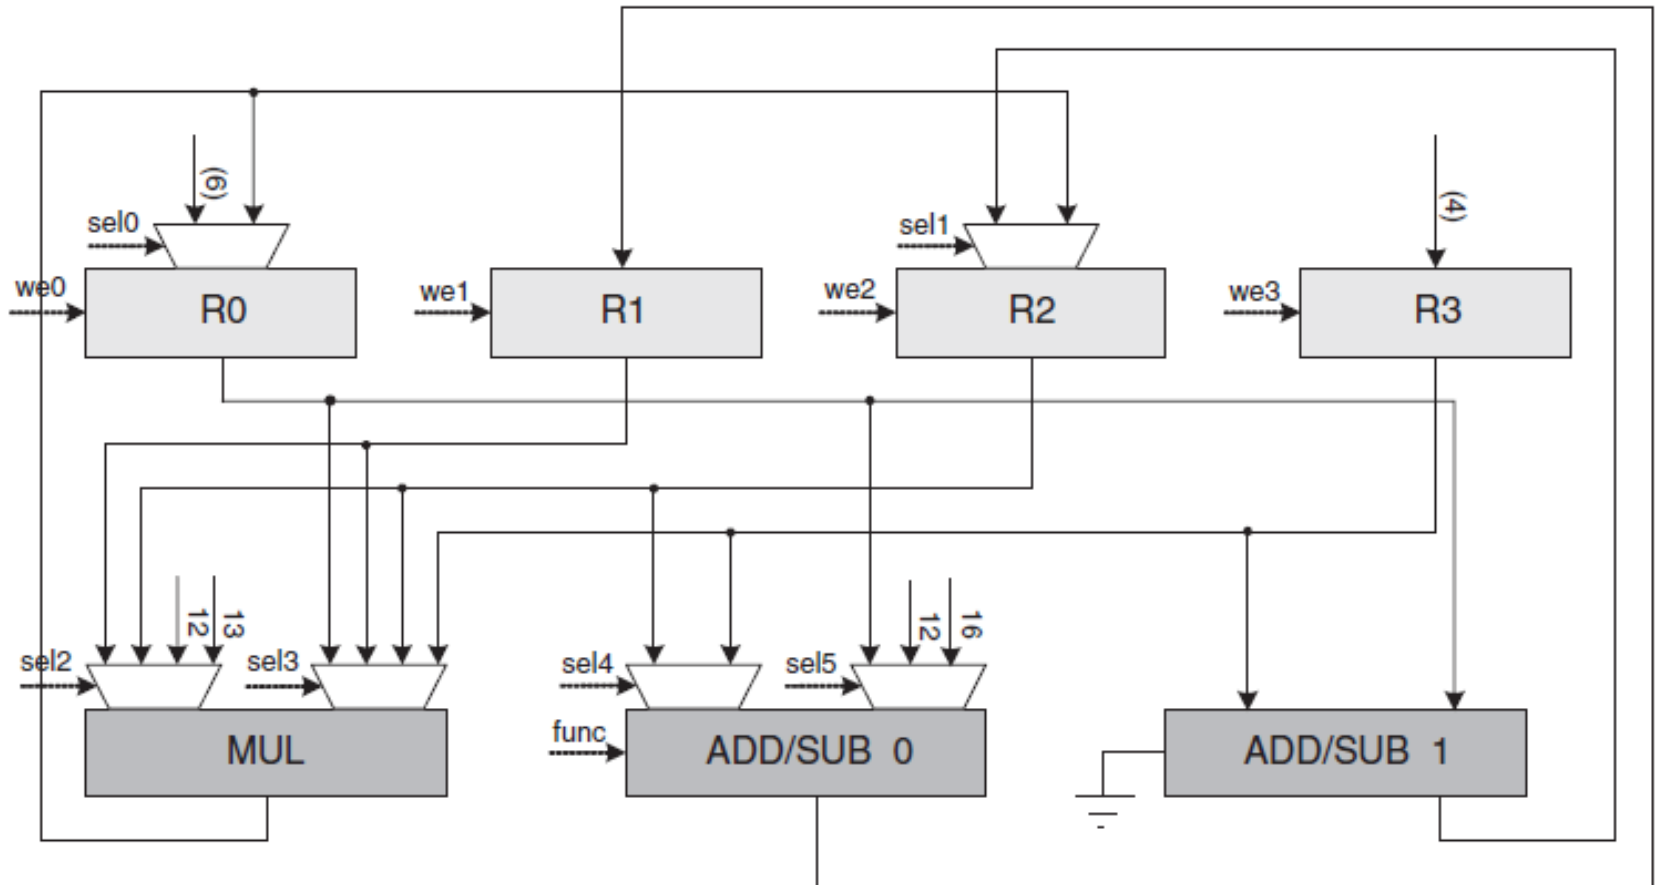 (6)
(4)
sel0
sel1
we0
R0
we1
R1
we2
R2
we3
R3
12
13
12
16
sel2
sel3
sel4
sel5
MUL
func
ADD/SUB 0
ADD/SUB 1